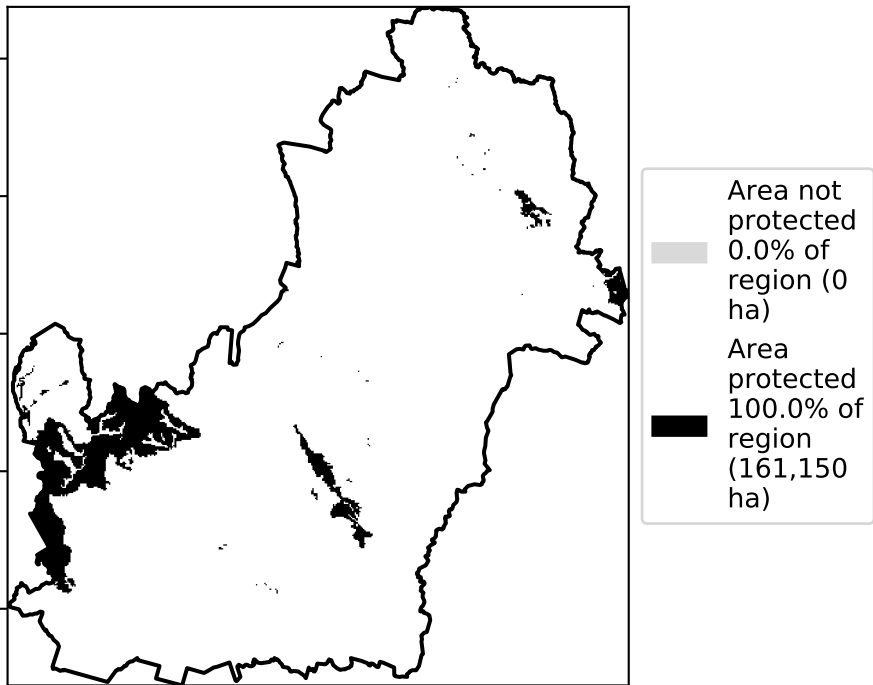 Area not
protected
0.0% of
region (0
ha)
Area
protected
100.0% of
region
(161,150
ha)